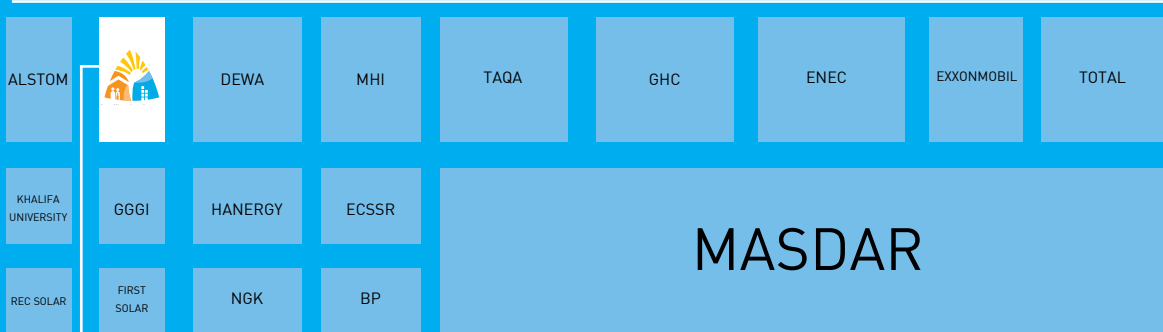 ALSTOM
DEWA
MHI
TAQA
GHC
ENEC
EXXONMOBIL
TOTAL
KHALIFA
UNIVERSITY
GGGI
HANERGY
ECSSR
MASDAR
REC SOLAR
FIRST
SOLAR
NGK
BP